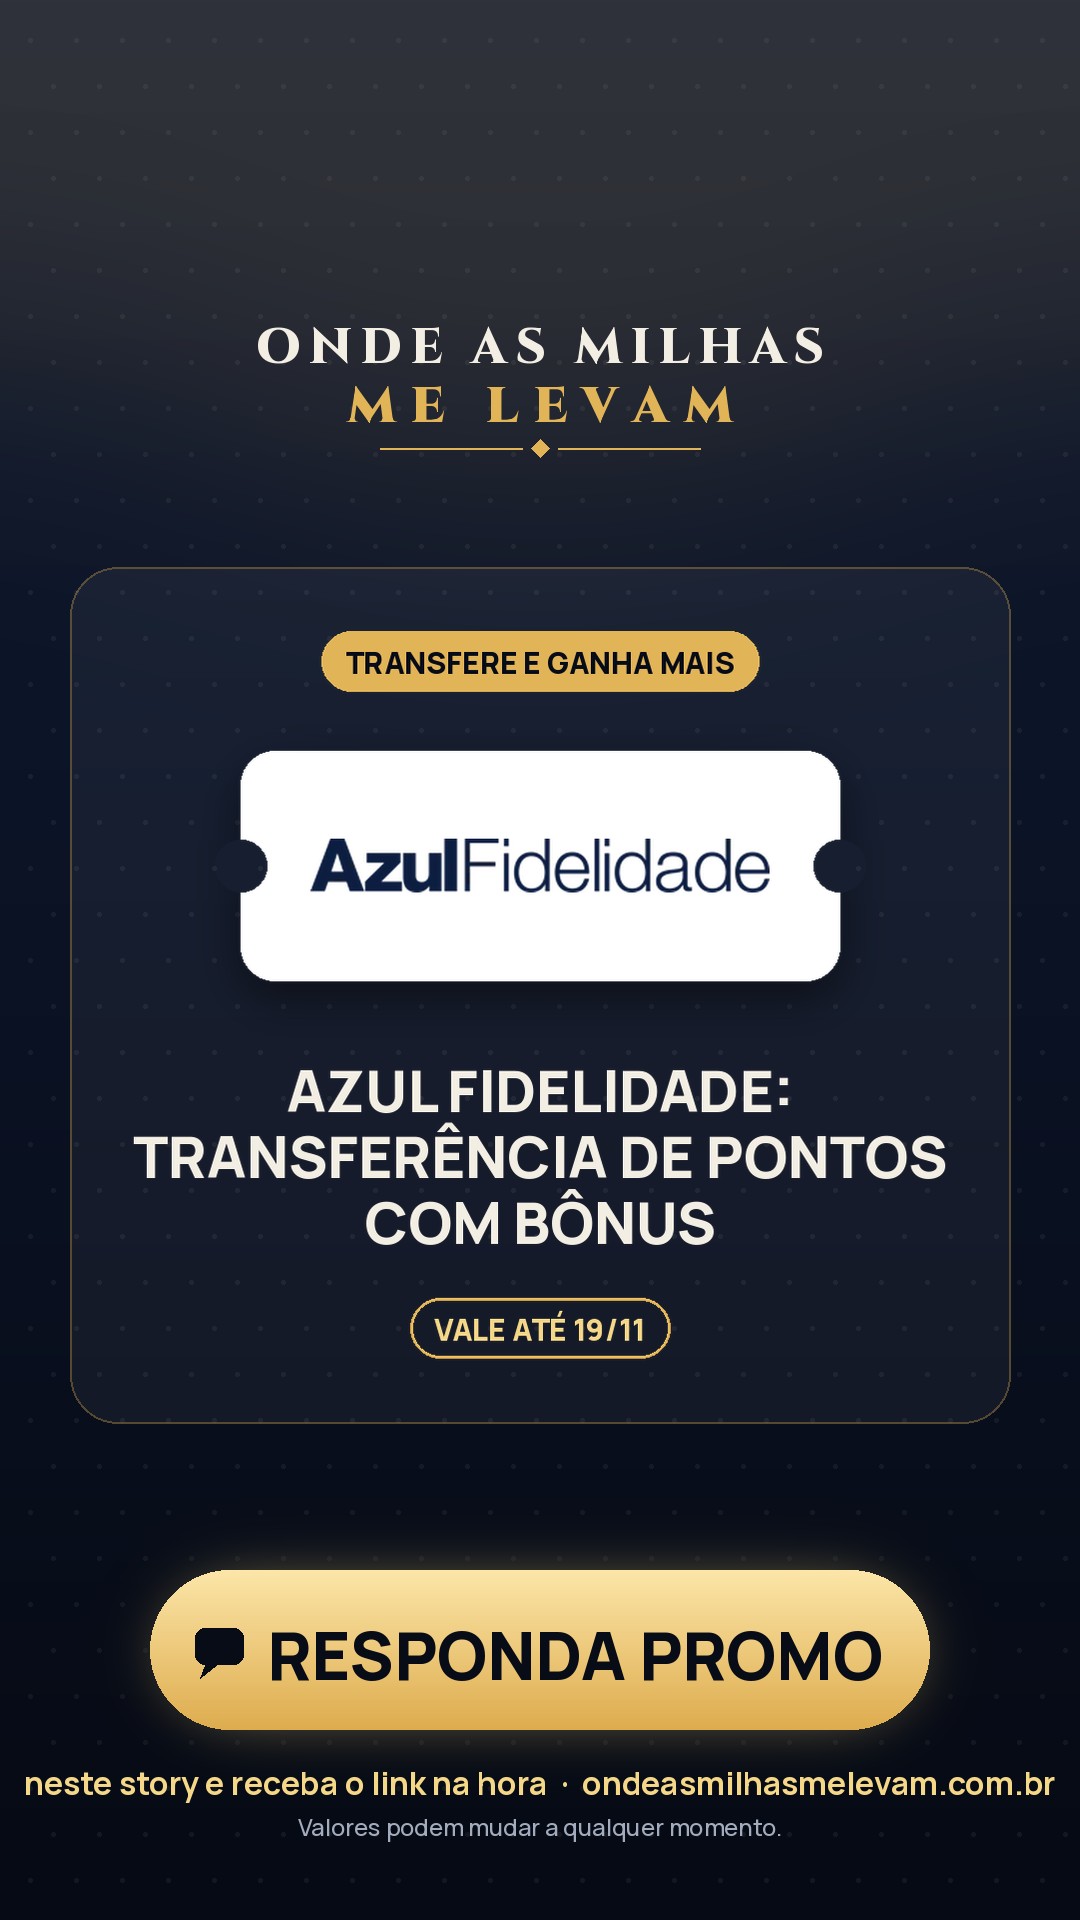 ONDE AS MILHAS
ME LEVAM
TRANSFERE E GANHA MAIS
AzulFidelidade
AZUL FIDELIDADE:
TRANSFERÊNCIA DE PONTOS
COM BÔNUS
VALE ATÉ 19/11
RESPONDA PROMO
neste story e receba o link na hora · ondeasmilhasmelevam.com.br
Valores podem mudar a qualquer momento.